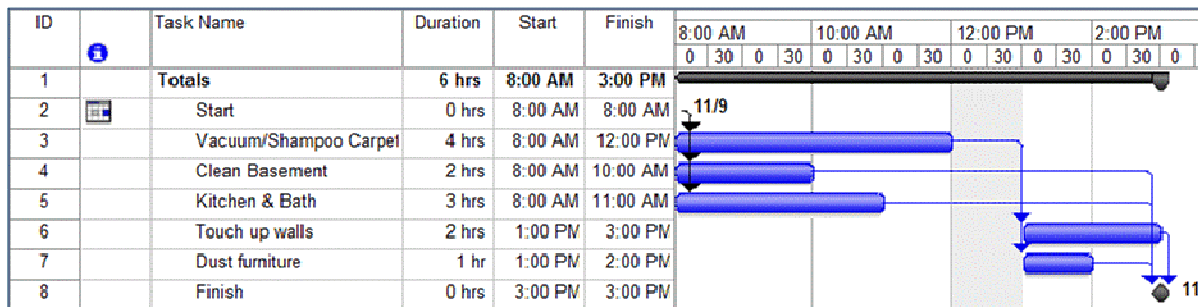 ID Task Name Duration Start Finish
8:00 AM 10:00 AM 12:00 PM 2:00 PM
0 30 0 30 0 30 0 30 0 30 0 30 0 30
1 Totals 6 hrs 8:00 AM 3:00 PM
2 Start 0 hrs 8:00 AM 8:00 AM 11/9
3 Vacuum/Shampoo Carpet 4 hrs 8:00 AM 12:00 PM
4 Clean Basement 2 hrs 8:00 AM 10:00 AM
5 Kitchen & Bath 3 hrs 8:00 AM 11:00 AM
6 Touch up walls 2 hrs 1:00 PM 3:00 PM
7 Dust furniture 1 hr 1:00 PM 2:00 PM
8 Finish 0 hrs 3:00 PM 3:00 PM 11